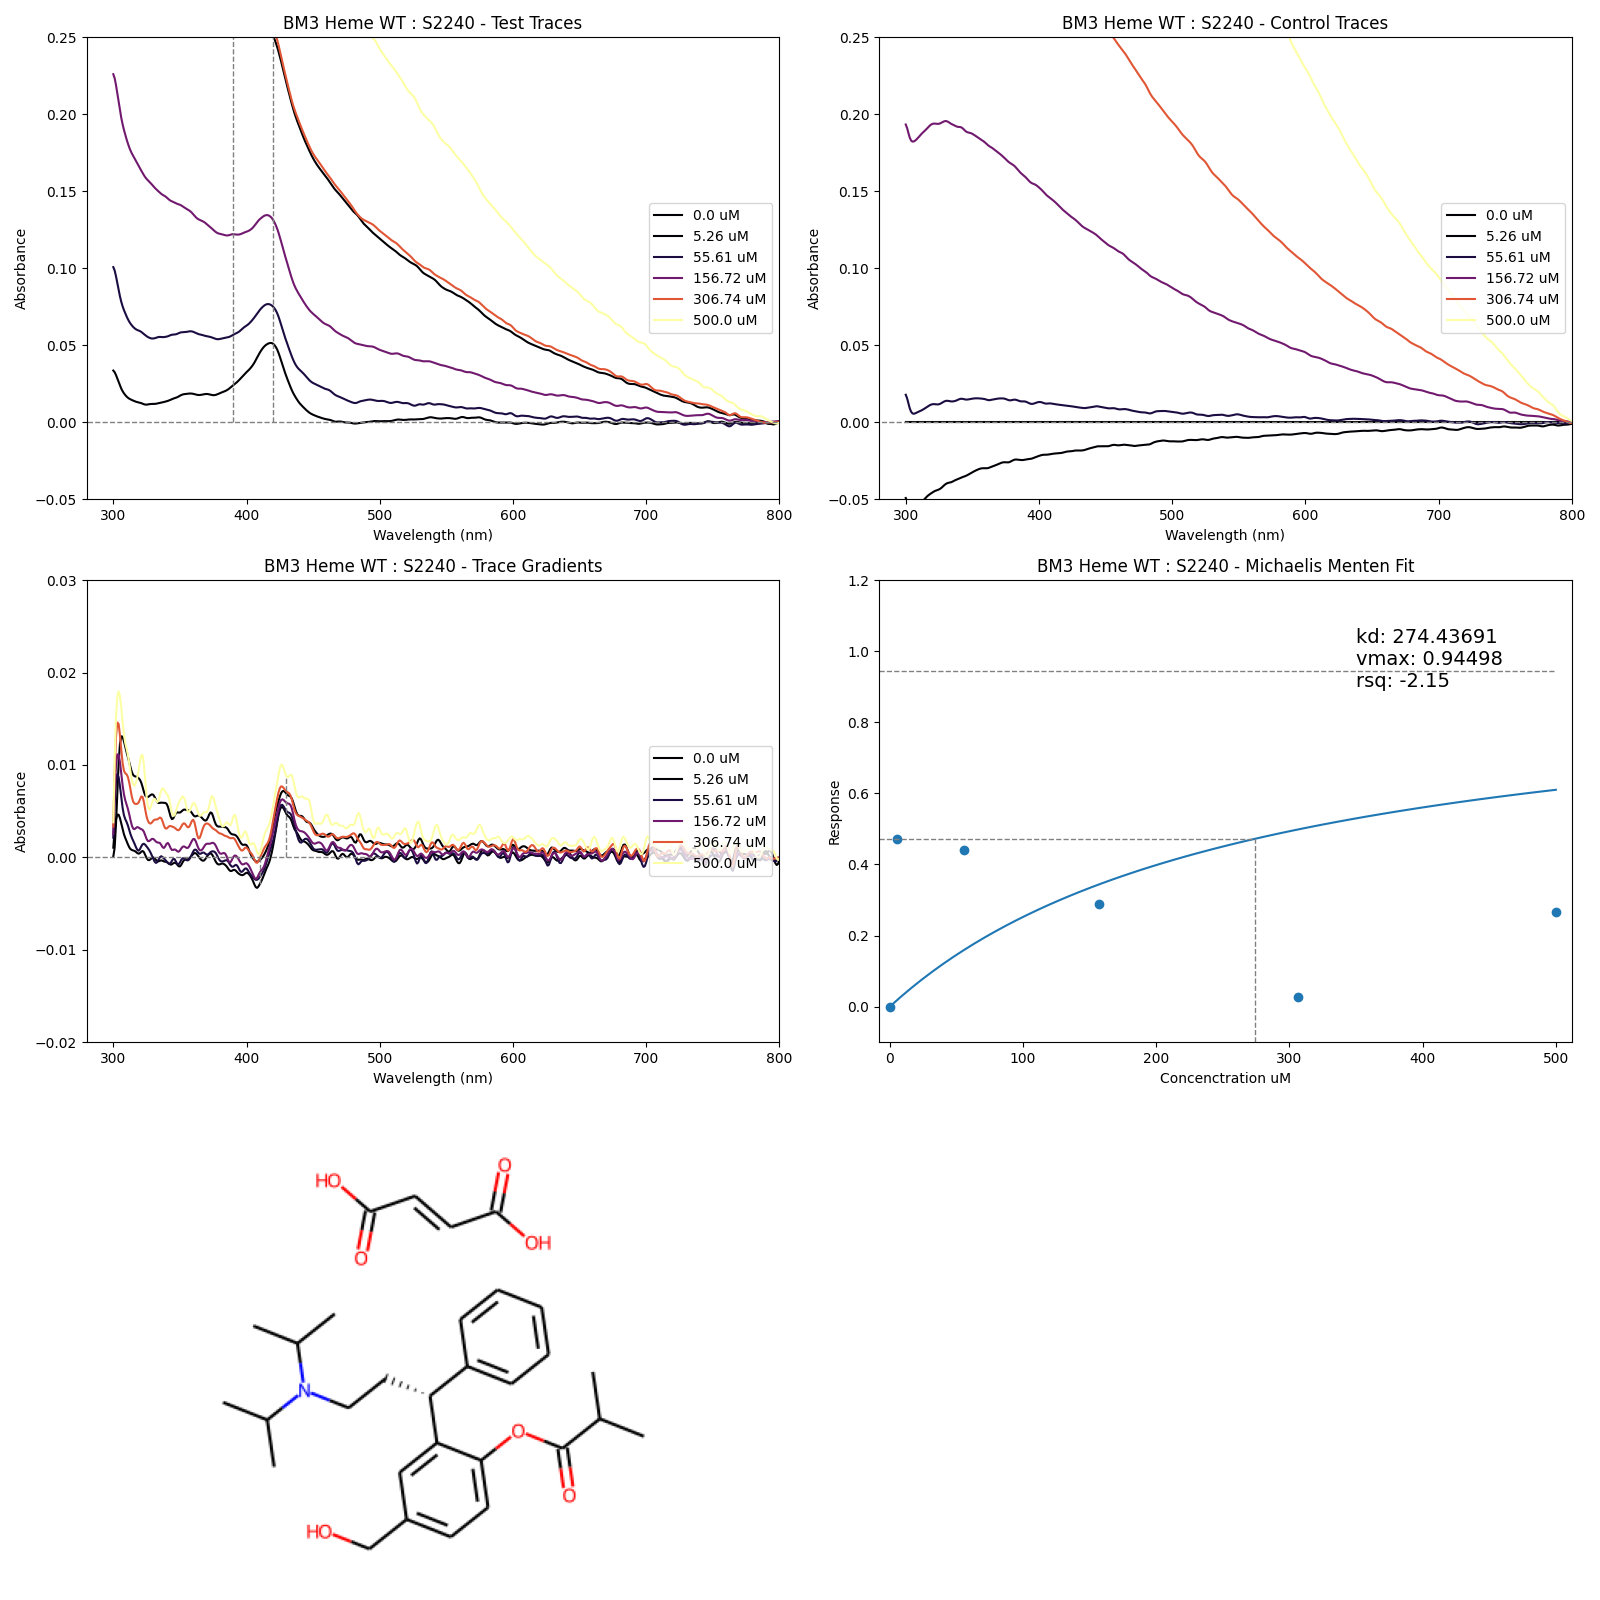 BM3 Heme WT : S2240 - Test Traces
0.25
0.20
0.15
0.10
0.05
0.00
−0.05
Absorbance
300 400 500 600 700 800
Wavelength (nm)
0.0 uM
5.26 uM
55.61 uM
156.72 uM
306.74 uM
500.0 uM
BM3 Heme WT : S2240 - Control Traces
0.25
0.20
0.15
0.10
0.05
0.00
−0.05
Absorbance
300 400 500 600 700 800
Wavelength (nm)
0.0 uM
5.26 uM
55.61 uM
156.72 uM
306.74 uM
500.0 uM
BM3 Heme WT : S2240 - Trace Gradients
0.03
0.02
0.01
0.00
−0.01
−0.02
Absorbance
300 400 500 600 700 800
Wavelength (nm)
0.0 uM
5.26 uM
55.61 uM
156.72 uM
306.74 uM
500.0 uM
BM3 Heme WT : S2240 - Michaelis Menten Fit
1.2
1.0
0.8
0.6
0.4
0.2
0.0
Response
0 100 200 300 400 500
Concenctration uM
kd: 274.43691
vmax: 0.94498
rsq: -2.15
O
HO
OH
O
N
O
O
HO